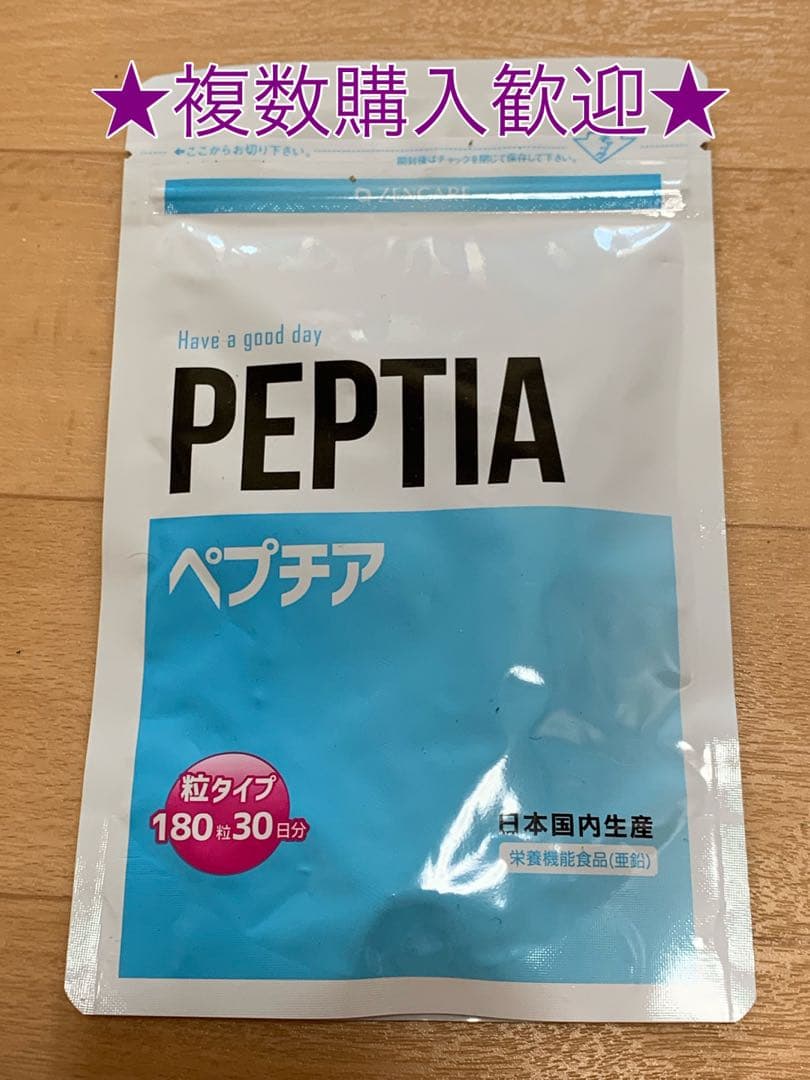 ★複数購入歓迎★
←ここからお切り下さい。
開封後はチャックを閉じて保存して下さい。
ZENCARE
Have a good day
PEPTIA
ペプチア
粒タイプ
180粒30日分
日本国内生産
栄養機能食品(亜鉛)